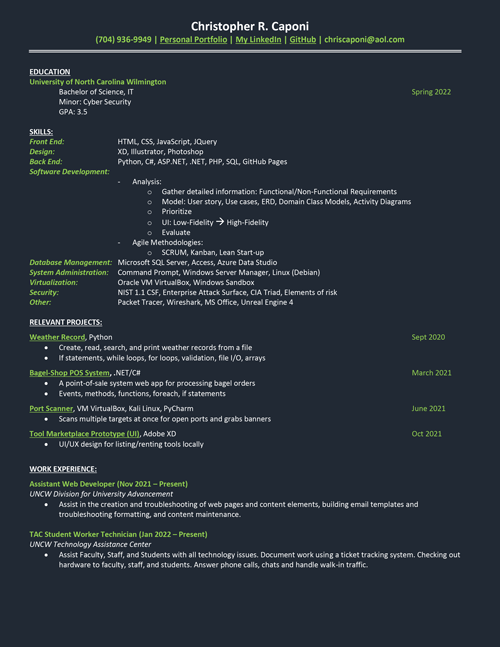 Christopher R. Caponi
(704) 936-9949 | Personal Portfolio | My LinkedIn | GitHub | chriscaponi@aol.com
EDUCATION
University of North Carolina Wilmington
Bachelor of Science, IT Spring 2022
Minor: Cyber Security
GPA: 3.5
SKILLS:
Front End: HTML, CSS, JavaScript, JQuery
Design: XD, Illustrator, Photoshop
Back End: Python, C#, ASP.NET, .NET, PHP, SQL, GitHub Pages
Software Development:
- Analysis:
o Gather detailed information: Functional/Non-Functional Requirements
o Model: User story, Use cases, ERD, Domain Class Models, Activity Diagrams
o Prioritize
o UI: Low-Fidelity → High-Fidelity
o Evaluate
- Agile Methodologies:
o SCRUM, Kanban, Lean Start-up
Database Management: Microsoft SQL Server, Access, Azure Data Studio
System Administration: Command Prompt, Windows Server Manager, Linux (Debian)
Virtualization: Oracle VM VirtualBox, Windows Sandbox
Security: NIST 1.1 CSF, Enterprise Attack Surface, CIA Triad, Elements of risk
Other: Packet Tracer, Wireshark, MS Office, Unreal Engine 4
RELEVANT PROJECTS:
Weather Record, Python Sept 2020
• Create, read, search, and print weather records from a file
• If statements, while loops, for loops, validation, file I/O, arrays
Bagel-Shop POS System, .NET/C# March 2021
• A point-of-sale system web app for processing bagel orders
• Events, methods, functions, foreach, if statements
Port Scanner, VM VirtualBox, Kali Linux, PyCharm June 2021
• Scans multiple targets at once for open ports and grabs banners
Tool Marketplace Prototype (UI), Adobe XD Oct 2021
• UI/UX design for listing/renting tools locally
WORK EXPERIENCE:
Assistant Web Developer (Nov 2021 – Present)
UNCW Division for University Advancement
• Assist in the creation and troubleshooting of web pages and content elements, building email templates and
troubleshooting formatting, and content maintenance.
TAC Student Worker Technician (Jan 2022 – Present)
UNCW Technology Assistance Center
• Assist Faculty, Staff, and Students with all technology issues. Document work using a ticket tracking system. Checking out
hardware to faculty, staff, and students. Answer phone calls, chats and handle walk-in traffic.